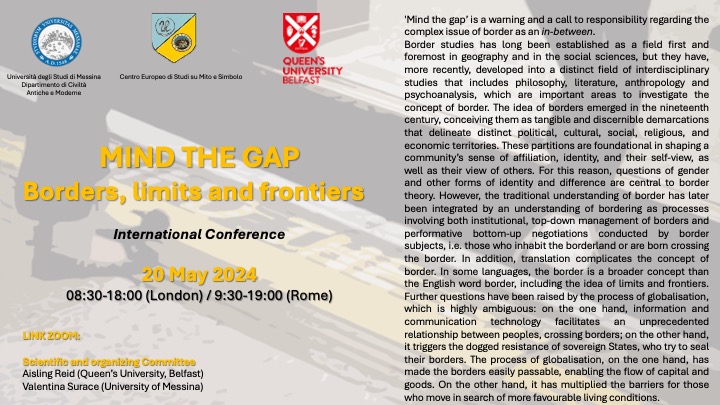 Università degli Studi di Messina
Dipartimento di Civiltà
Antiche e Moderne
Centro Europeo di Studi su Mito e Simbolo
QUEEN'S
UNIVERSITY
BELFAST
MIND THE GAP
Borders, limits and frontiers
International Conference
20 May 2024
08:30-18:00 (London) / 9:30-19:00 (Rome)
LINK ZOOM:
Scientific and organizing Committee
Aisling Reid (Queen's University, Belfast)
Valentina Surace (University of Messina)
'Mind the gap' is a warning and a call to responsibility regarding the
complex issue of border as an in-between.
Border studies has long been established as a field first and
foremost in geography and in the social sciences, but they have,
more recently, developed into a distinct field of interdisciplinary
studies that includes philosophy, literature, anthropology and
psychoanalysis, which are important areas to investigate the
concept of border. The idea of borders emerged in the nineteenth
century, conceiving them as tangible and discernible demarcations
that delineate distinct political, cultural, social, religious, and
economic territories. These partitions are foundational in shaping a
community's sense of affiliation, identity, and their self-view, as
well as their view of others. For this reason, questions of gender
and other forms of identity and difference are central to border
theory. However, the traditional understanding of border has later
been integrated by an understanding of bordering as processes
involving both institutional, top-down management of borders and
performative bottom-up negotiations conducted by border
subjects, i.e. those who inhabit the borderland or are born crossing
the border. In addition, translation complicates the concept of
border. In some languages, the border is a broader concept than
the English word border, including the idea of limits and frontiers.
Further questions have been raised by the process of globalisation,
which is highly ambiguous: on the one hand, information and
communication technology facilitates an unprecedented
relationship between peoples, crossing borders; on the other hand,
it triggers the dogged resistance of sovereign States, who try to seal
their borders. The process of globalisation, on the one hand, has
made the borders easily passable, enabling the flow of capital and
goods. On the other hand, it has multiplied the barriers for those
who move in search of more favourable living conditions.